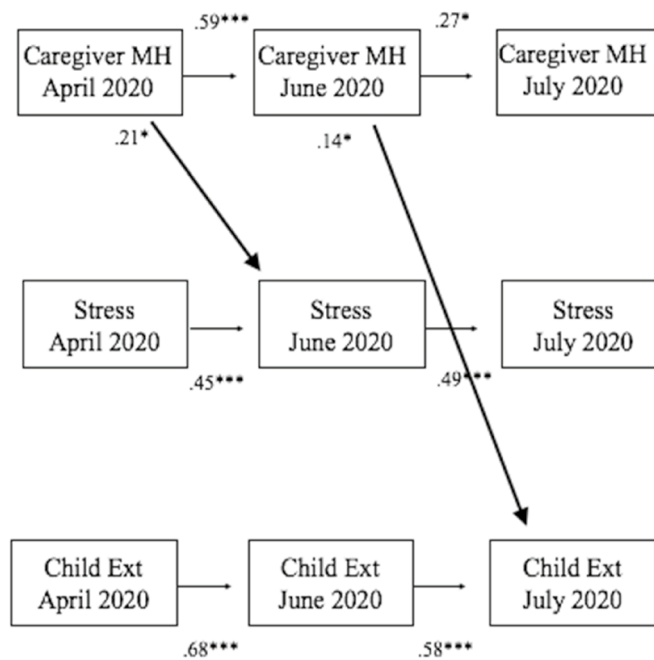 .59***
.27*
Caregiver MH
April 2020
Caregiver MH
June 2020
Caregiver MH
July 2020
.21*
.14*
Stress
April 2020
Stress
June 2020
Stress
July 2020
.45***
.49***
Child Ext
April 2020
Child Ext
June 2020
Child Ext
July 2020
.68***
.58***